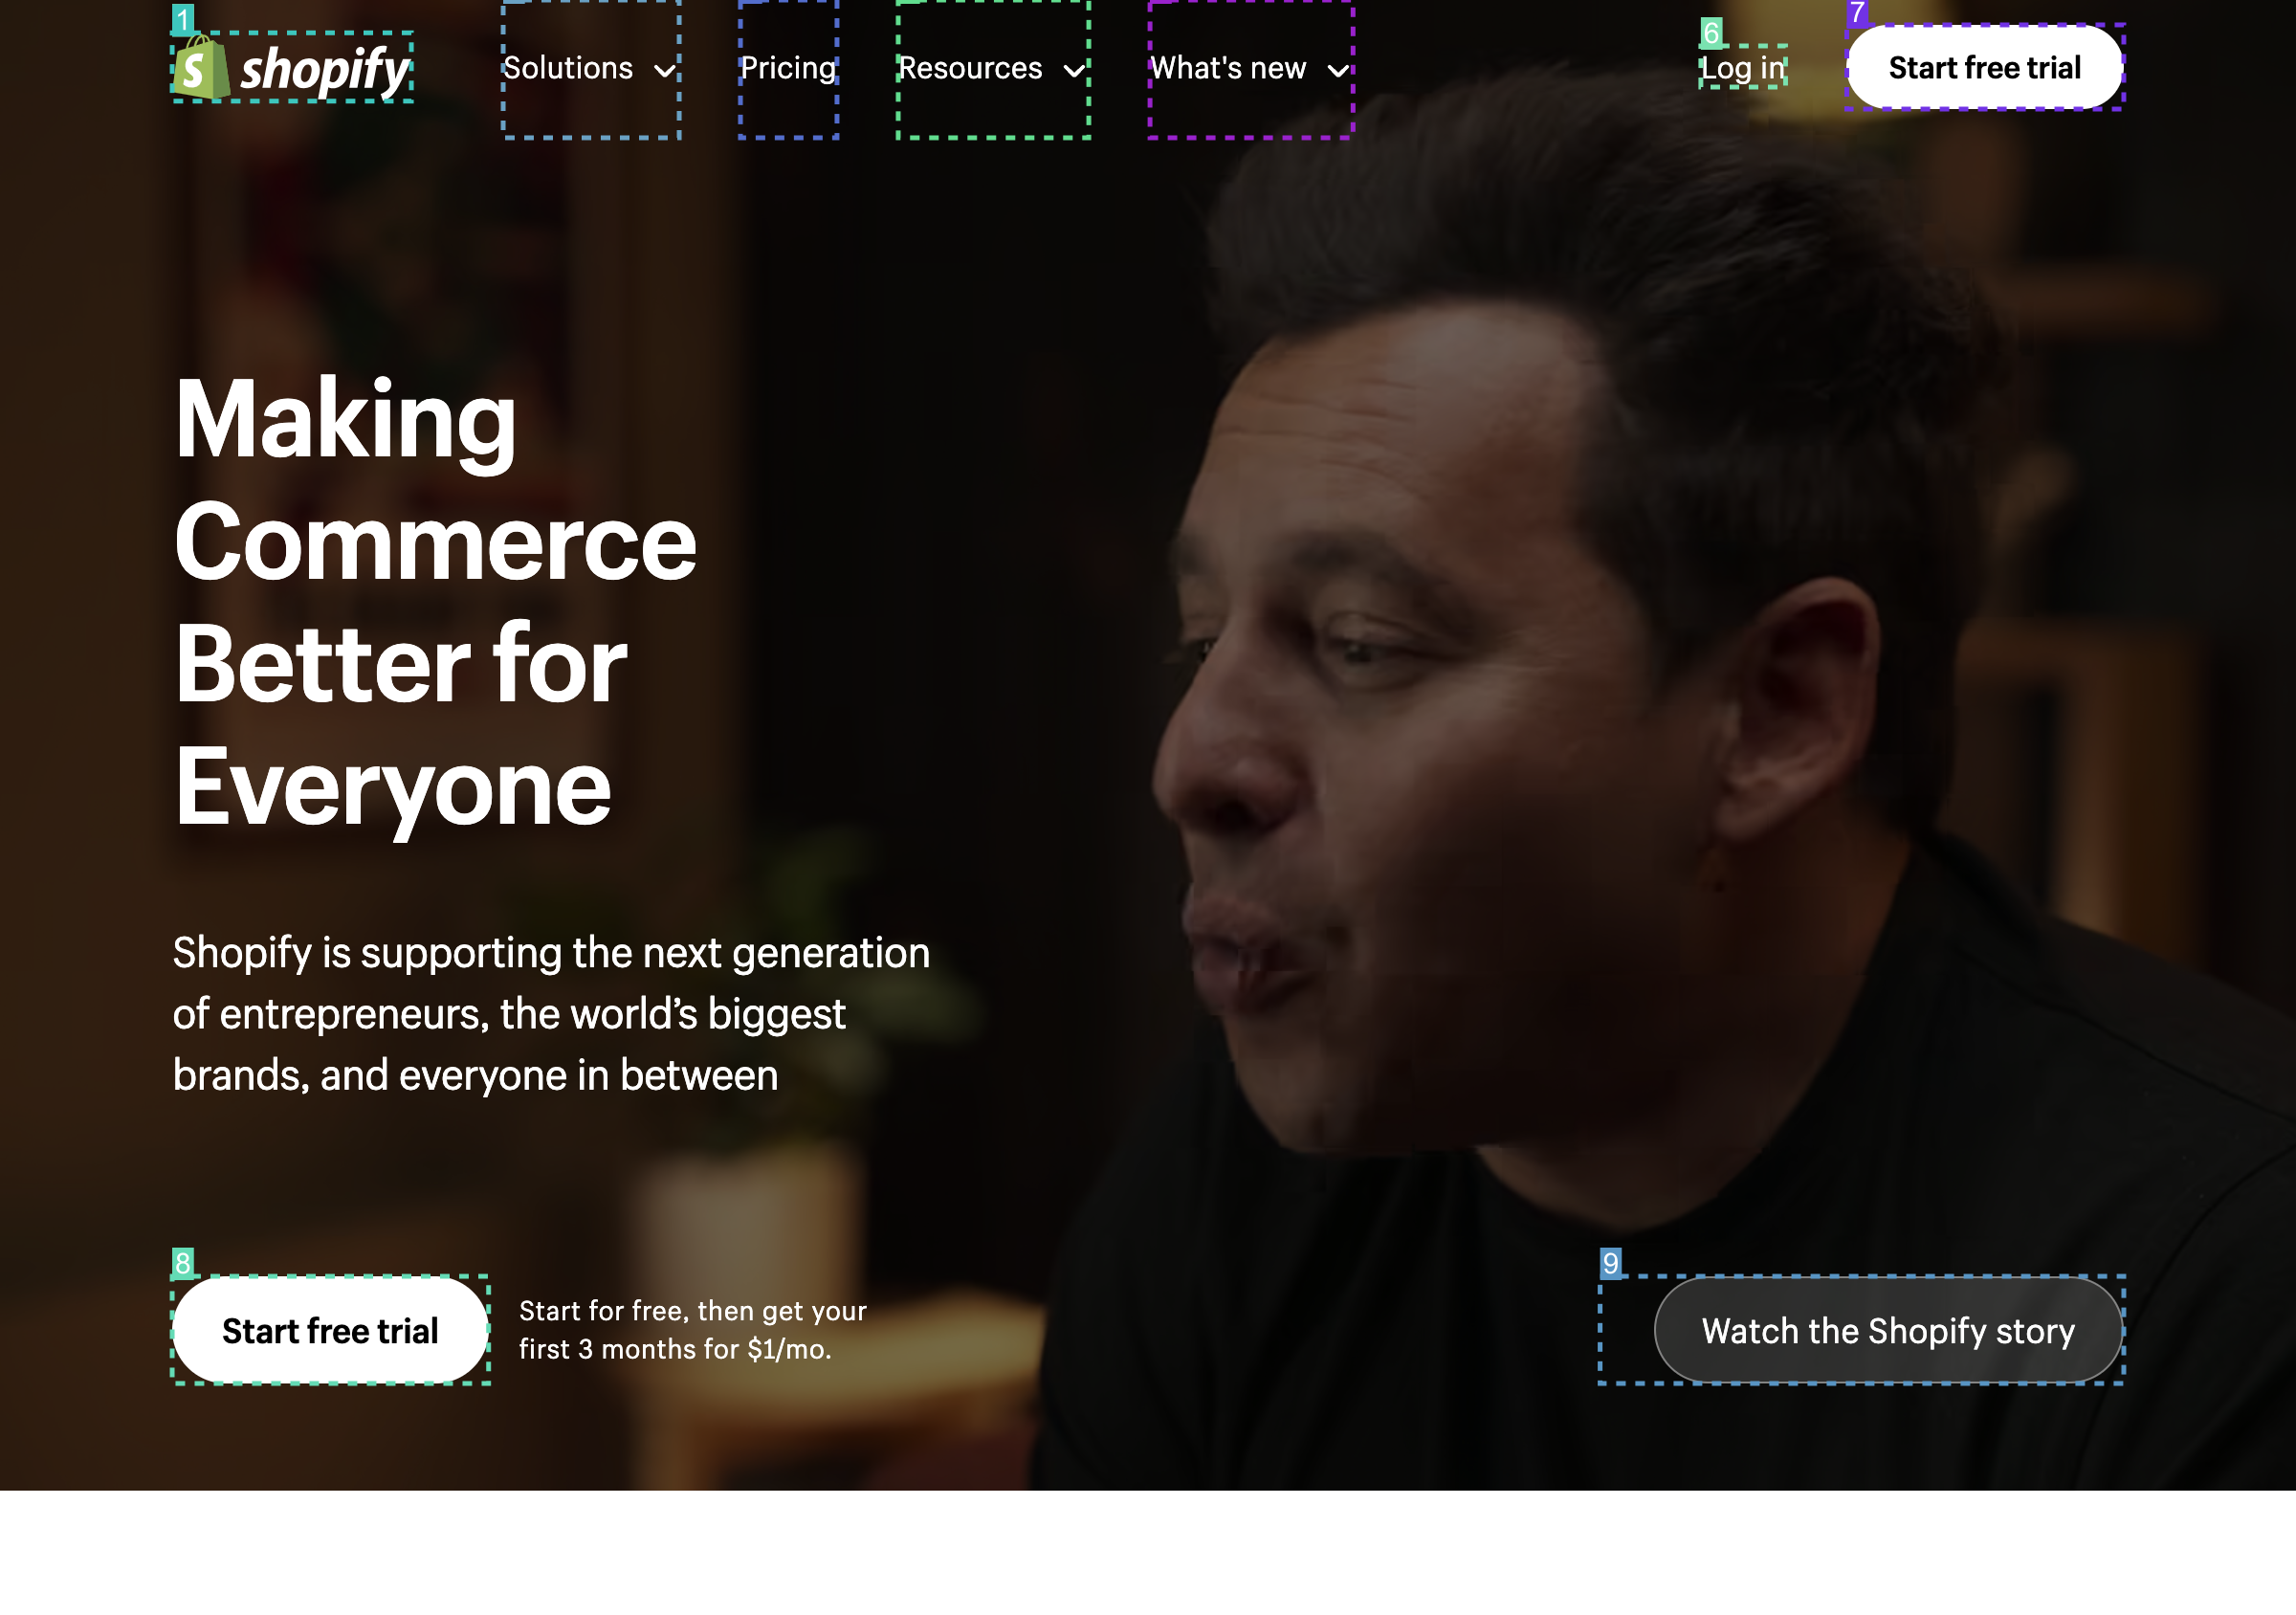 1
shopify
Solutions
Pricing
Resources
What's new
6
Log in
7
Start free trial
Making
Commerce
Better for
Everyone
Shopify is supporting the next generation
of entrepreneurs, the world’s biggest
brands, and everyone in between
8
Start free trial
Start for free, then get your
first 3 months for $1/mo.
9
Watch the Shopify story